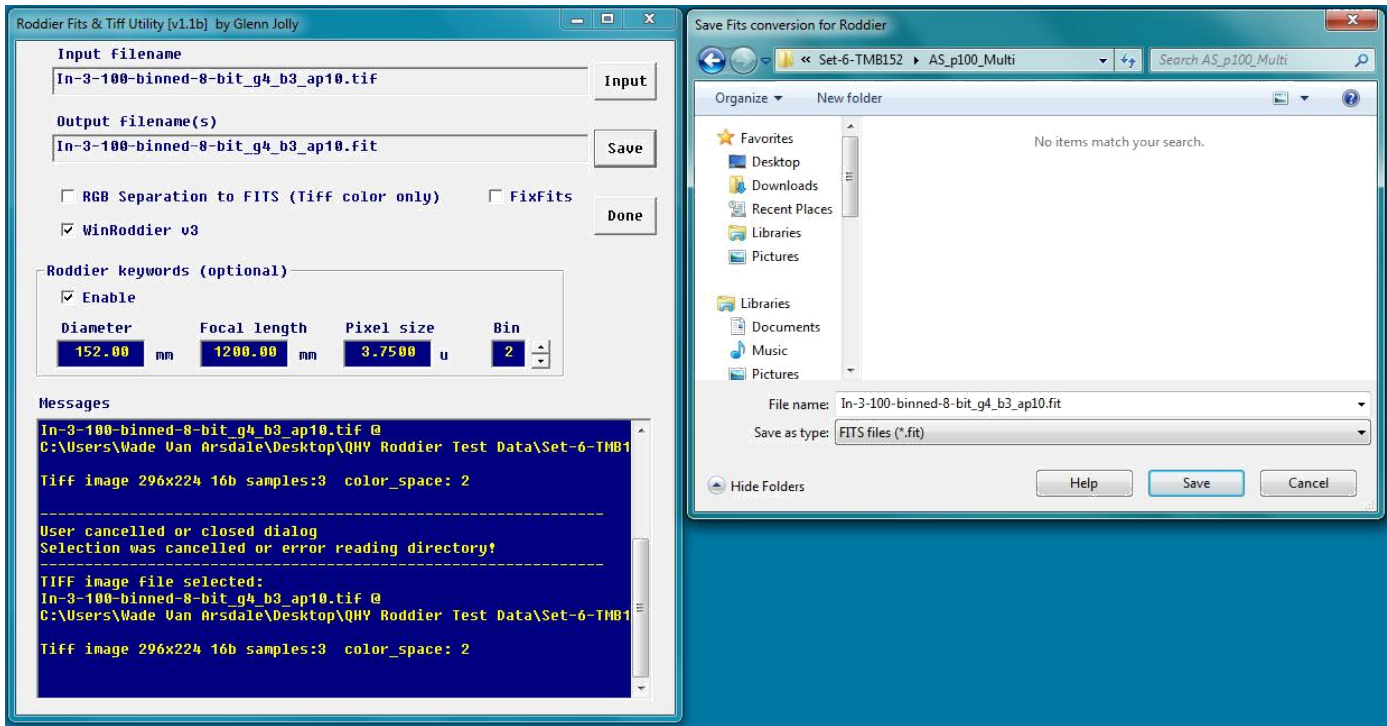 Roddier Fits & Tiff Utility [v1.1b] by Glenn Jolly
Input filename
In-3-100-binned-8-bit_g4_b3_ap10.tif
Input
Output filename(s)
In-3-100-binned-8-bit_g4_b3_ap10.fit
Save
RGB Separation to FITS (Tiff color only)
FixFits
Done
WinRoddier v3
Roddier keywords (optional)
Enable
Diameter Focal length Pixel size Bin
152.00 mm 1200.00 mm 3.7500 u 2
Messages
In-3-100-binned-8-bit_g4_b3_ap10.tif @
C:\Users\Wade Van Arsdale\Desktop\QHY Roddier Test Data\Set-6-TMB1
Tiff image 296x224 16b samples:3 color_space: 2
----------------------------------------------------------------
User cancelled or closed dialog
Selection was cancelled or error reading directory!
----------------------------------------------------------------
TIFF image file selected:
In-3-100-binned-8-bit_g4_b3_ap10.tif @
C:\Users\Wade Van Arsdale\Desktop\QHY Roddier Test Data\Set-6-TMB1
Tiff image 296x224 16b samples:3 color_space: 2
Save Fits conversion for Roddier
« Set-6-TMB152 AS_p100_Multi
Search AS_p100_Multi
Organize New folder
Favorites
Desktop
Downloads
Recent Places
Libraries
Pictures
Libraries
Documents
Music
Pictures
No items match your search.
File name: In-3-100-binned-8-bit_g4_b3_ap10.fit
Save as type: FITS files (*.fit)
Hide Folders
Help
Save
Cancel